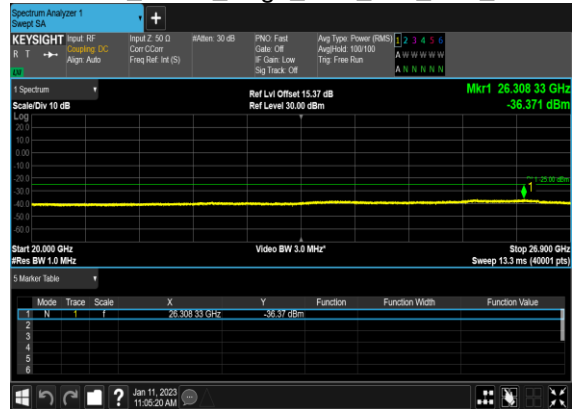 Spectrum Analyzer 1
Swept SA
+
KEYSIGHT Input: RF Input Z: 50 Ω #Atten: 30 dB PNO: Fast Avg Type: Power (RMS) 1 2 3 4 5 6
R T Coupling: DC Corr CCorr Gate: Off Avg|Hold: 100/100 A W W W W W
Align: Auto Freq Ref: Int (S) IF Gain: Low Trig: Free Run A N N N N N
Sig Track: Off
1 Spectrum
Ref Lvl Offset 15.37 dB Mkr1 26.308 33 GHz
Scale/Div 10 dB Ref Level 30.00 dBm -36.371 dBm
Log
20.0
10.0
0.00
-10.0
-20.0
-25.00 dBm
1
-30.0
-40.0
-50.0
-60.0
Start 20.000 GHz Video BW 3.0 MHz* Stop 26.900 GHz
#Res BW 1.0 MHz Sweep 13.3 ms (40001 pts)
5 Marker Table
Mode Trace Scale X Y Function Function Width Function Value
1 N 1 f 26.308 33 GHz -36.37 dBm
2
3
4
5
6
? Jan 11, 2023
11:05:20 AM